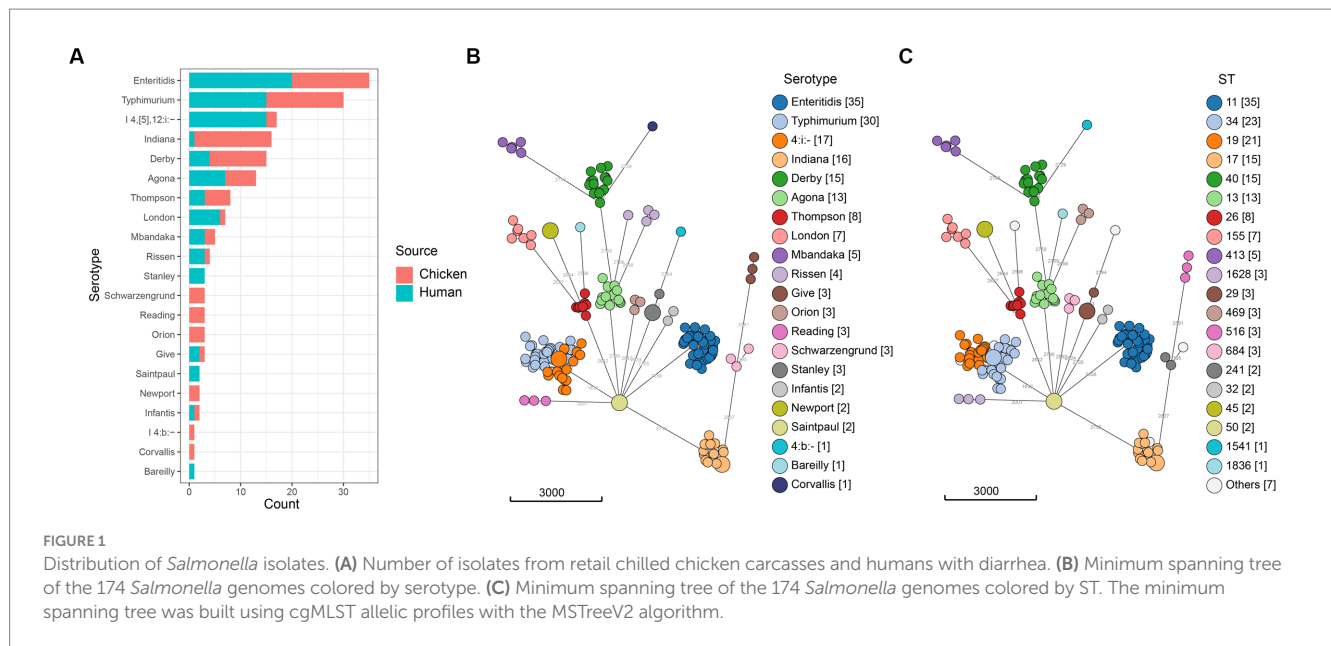 A
Enteritidis
Typhimurium
I 4,[5],12:i:−
Indiana
Derby
Agona
Thompson
London
Mbandaka
Rissen
Stanley
Schwarzengrund
Reading
Orion
Give
Saintpaul
Newport
Infantis
I 4:b:−
Corvallis
Bareilly
Serotype
0 10 20 30
Count
Source
Chicken
Human
B
3000
Serotype
Enteritidis [35]
Typhimurium [30]
4:i:- [17]
Indiana [16]
Derby [15]
Agona [13]
Thompson [8]
London [7]
Mbandaka [5]
Rissen [4]
Give [3]
Orion [3]
Reading [3]
Schwarzengrund [3]
Stanley [3]
Infantis [2]
Newport [2]
Saintpaul [2]
4:b:- [1]
Bareilly [1]
Corvallis [1]
C
3000
ST
11 [35]
34 [23]
19 [21]
17 [15]
40 [15]
13 [13]
26 [8]
155 [7]
413 [5]
1628 [3]
29 [3]
469 [3]
516 [3]
684 [3]
241 [2]
32 [2]
45 [2]
50 [2]
1541 [1]
1836 [1]
Others [7]
FIGURE 1
Distribution of Salmonella isolates. (A) Number of isolates from retail chilled chicken carcasses and humans with diarrhea. (B) Minimum spanning tree
of the 174 Salmonella genomes colored by serotype. (C) Minimum spanning tree of the 174 Salmonella genomes colored by ST. The minimum
spanning tree was built using cgMLST allelic profiles with the MSTreeV2 algorithm.